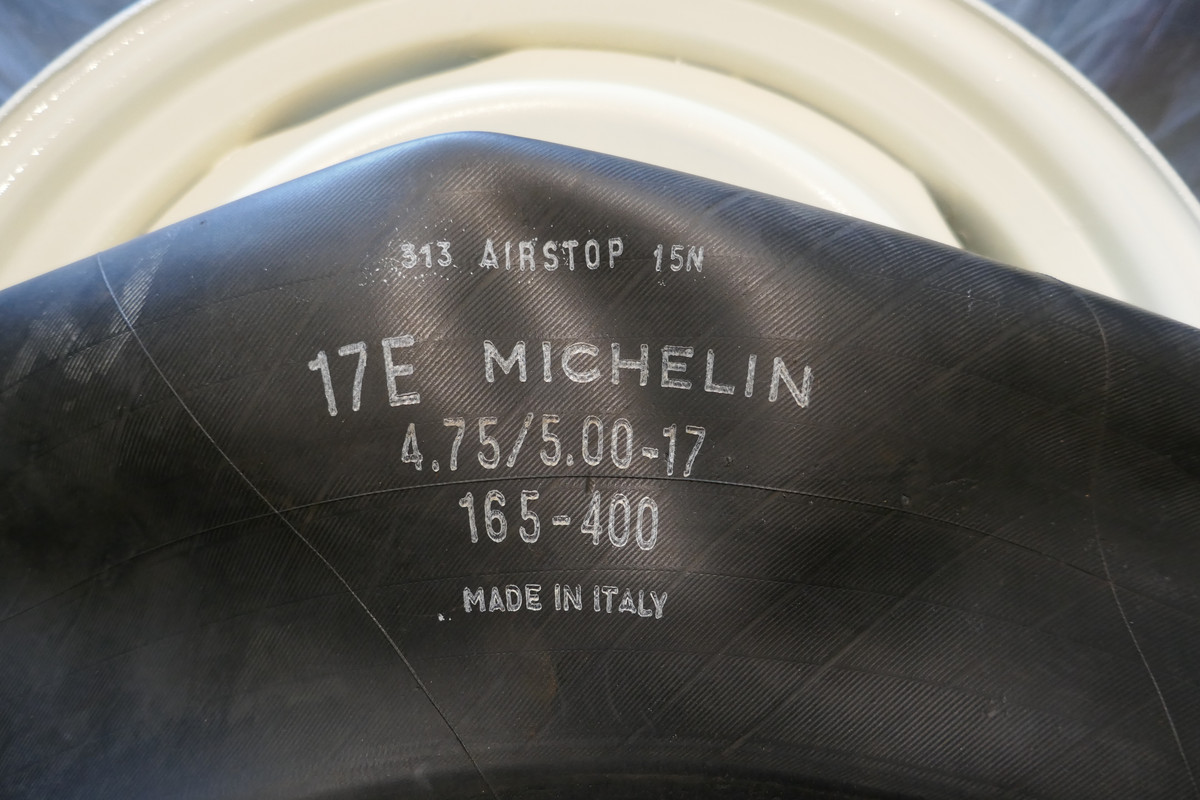 313 AIRSTOP 15N
17E MICHELIN
4.75/5.00-17
165-400
MADE IN ITALY